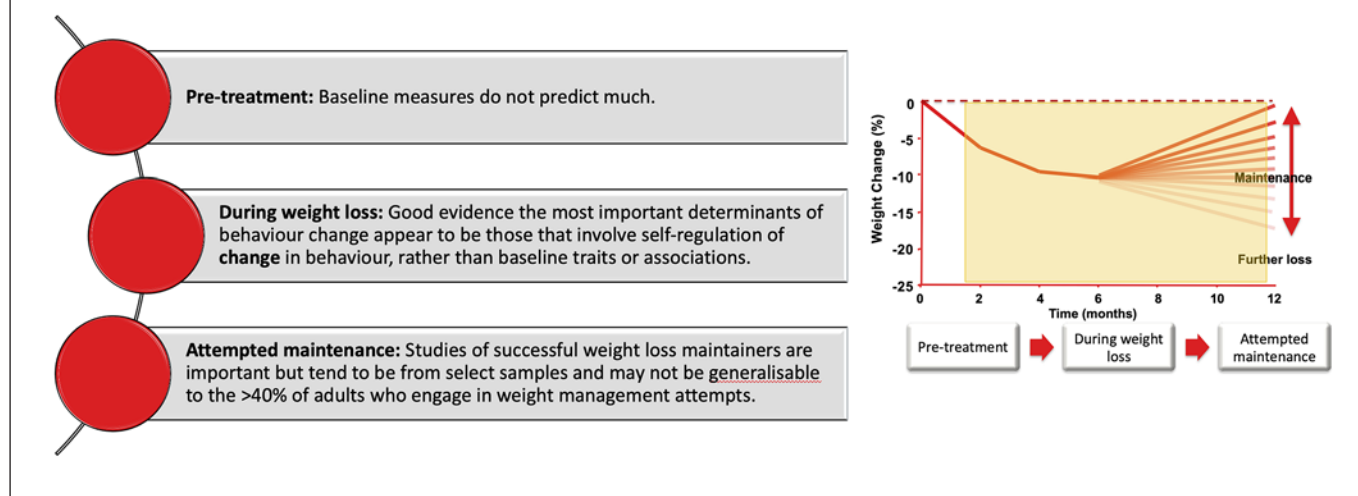 Pre-treatment: Baseline measures do not predict much.
During weight loss: Good evidence the most important determinants of
behaviour change appear to be those that involve self-regulation of
change in behaviour, rather than baseline traits or associations.
Attempted maintenance: Studies of successful weight loss maintainers are
important but tend to be from select samples and may not be generalisable
to the >40% of adults who engage in weight management attempts.
Weight Change (%)
0
-5
-10
-15
-20
-25
Maintenance
Further loss
0 2 4 6 8 10 12
Time (months)
Pre-treatment
During weight
loss
Attempted
maintenance